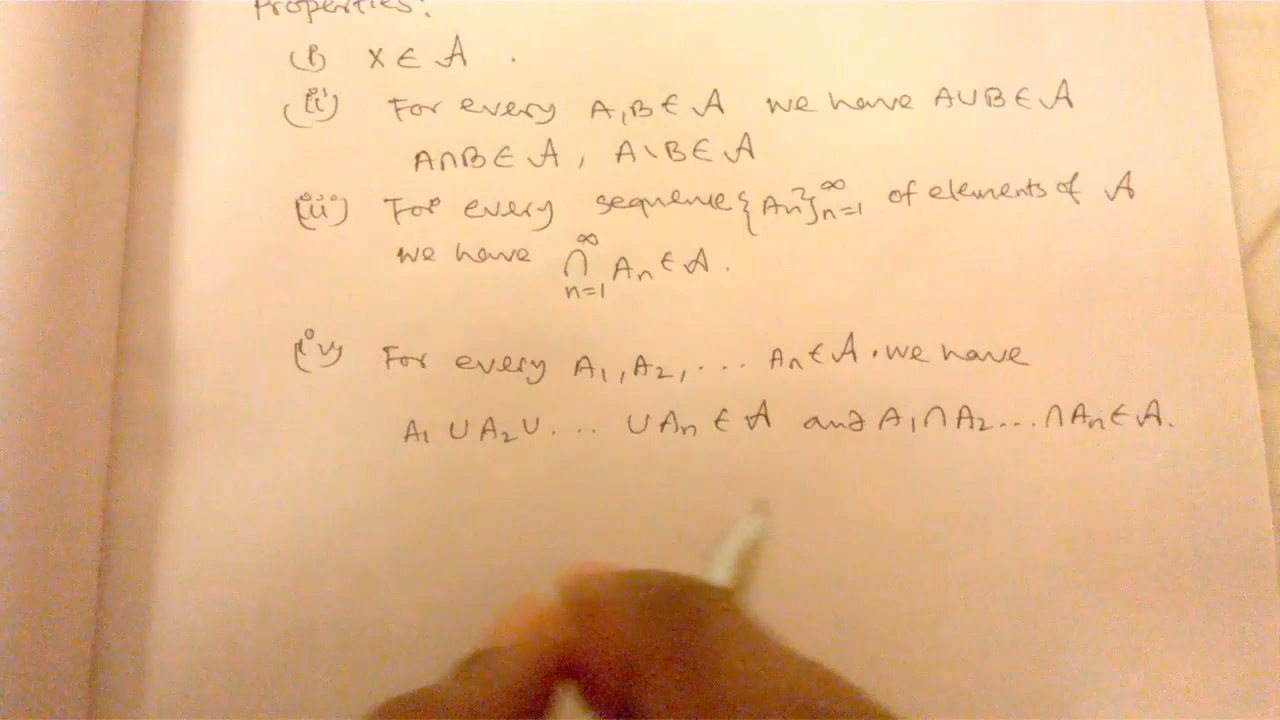 Properties:
(i) X ∈ 𝒜 .
(ii) For every A, B ∈ 𝒜 we have A ∪ B ∈ 𝒜
A ∩ B ∈ 𝒜 , A \ B ∈ 𝒜
(iii) For every sequence {An}∞n=1 of elements of 𝒜
we have ∞∩n=1 An ∈ 𝒜 .
(iv) For every A1, A2, ... An ∈ 𝒜 . we have
A1 ∪ A2 ∪ . .. ∪ An ∈ 𝒜 and A1 ∩ A2 ... ∩ An ∈ 𝒜.